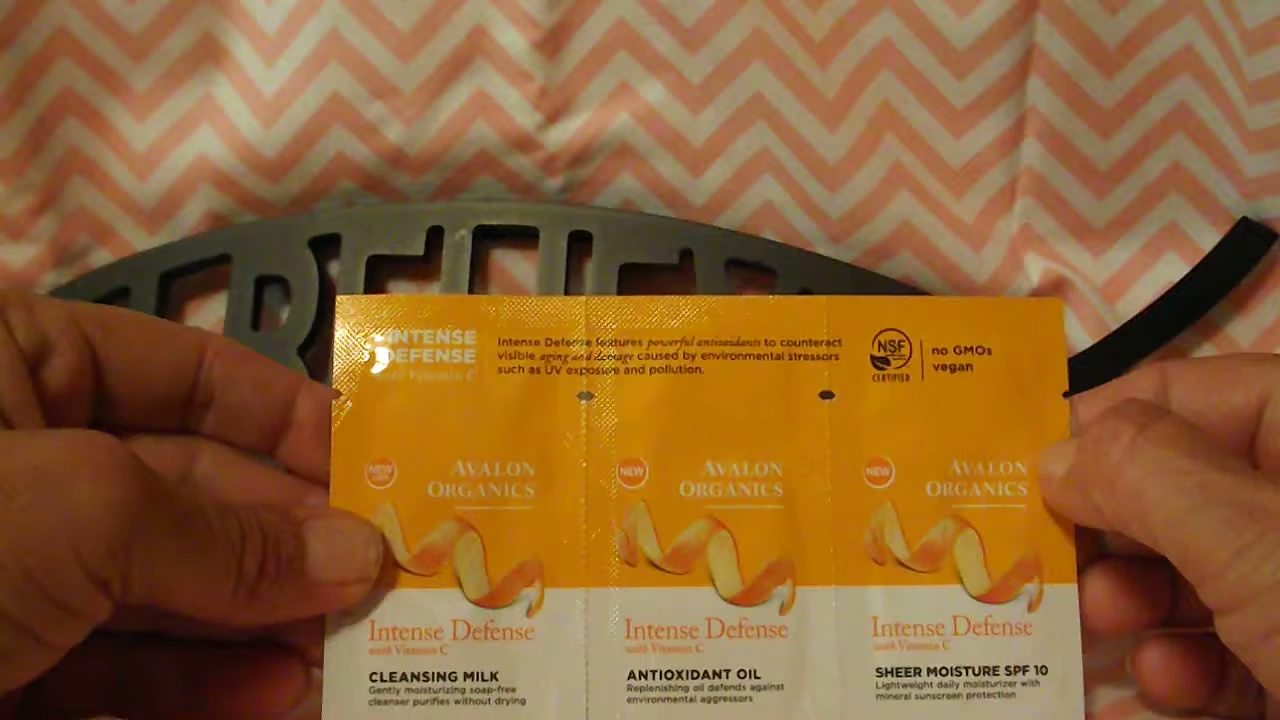 INTENSE
DEFENSE
with Vitamin C
Intense Defense features powerful antioxidants to counteract
visible aging and damage caused by environmental stressors
such as UV exposure and pollution.
NSF
CERTIFIED
no GMOs
vegan
NEW
AVALON
ORGANICS
Intense Defense
with Vitamin C
CLEANSING MILK
Gently moisturizing soap-free
cleanser purifies without drying
NEW
AVALON
ORGANICS
Intense Defense
with Vitamin C
ANTIOXIDANT OIL
Replenishing oil defends against
environmental aggressors
NEW
AVALON
ORGANICS
Intense Defense
with Vitamin C
SHEER MOISTURE SPF 10
Lightweight daily moisturizer with
mineral sunscreen protection